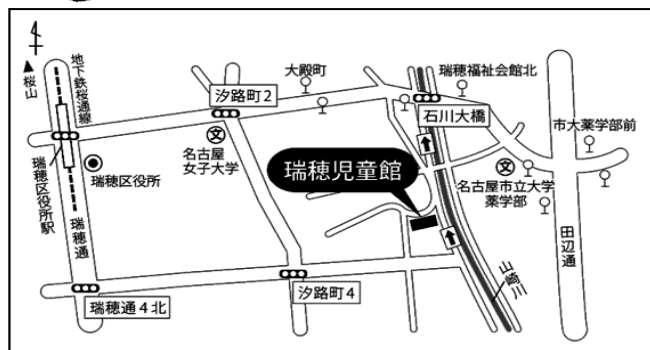 ▲桜山
地下鉄桜通線
大殿町
瑞穂福祉会館北
汐路町2
石川大橋
市大薬学部前
文
名古屋
女子大学
瑞穂区役所
瑞穂児童館
文
名古屋市立大学
薬学部
瑞穂区役所駅
瑞穂通
田辺通
山崎川
汐路町4
瑞穂通4北